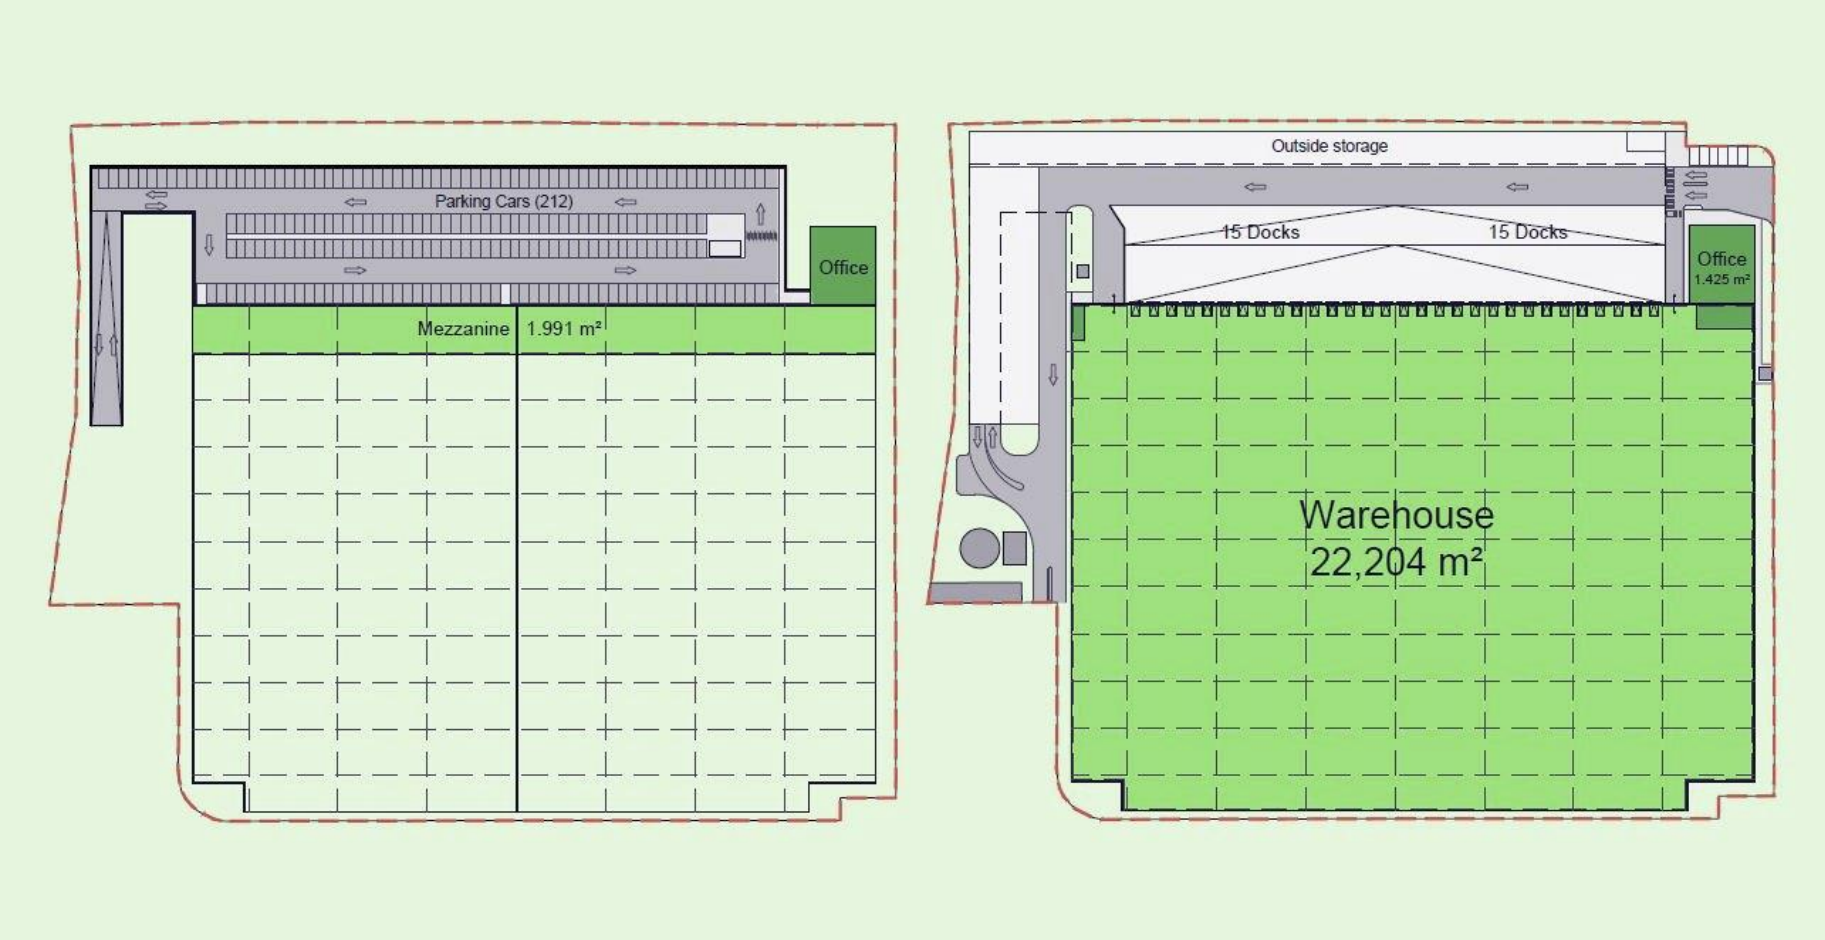 Parking Cars (212)
Office
Mezzanine 1.991 m²
Outside storage
15 Docks
15 Docks
Office
1.425 m²
Warehouse
22,204 m²